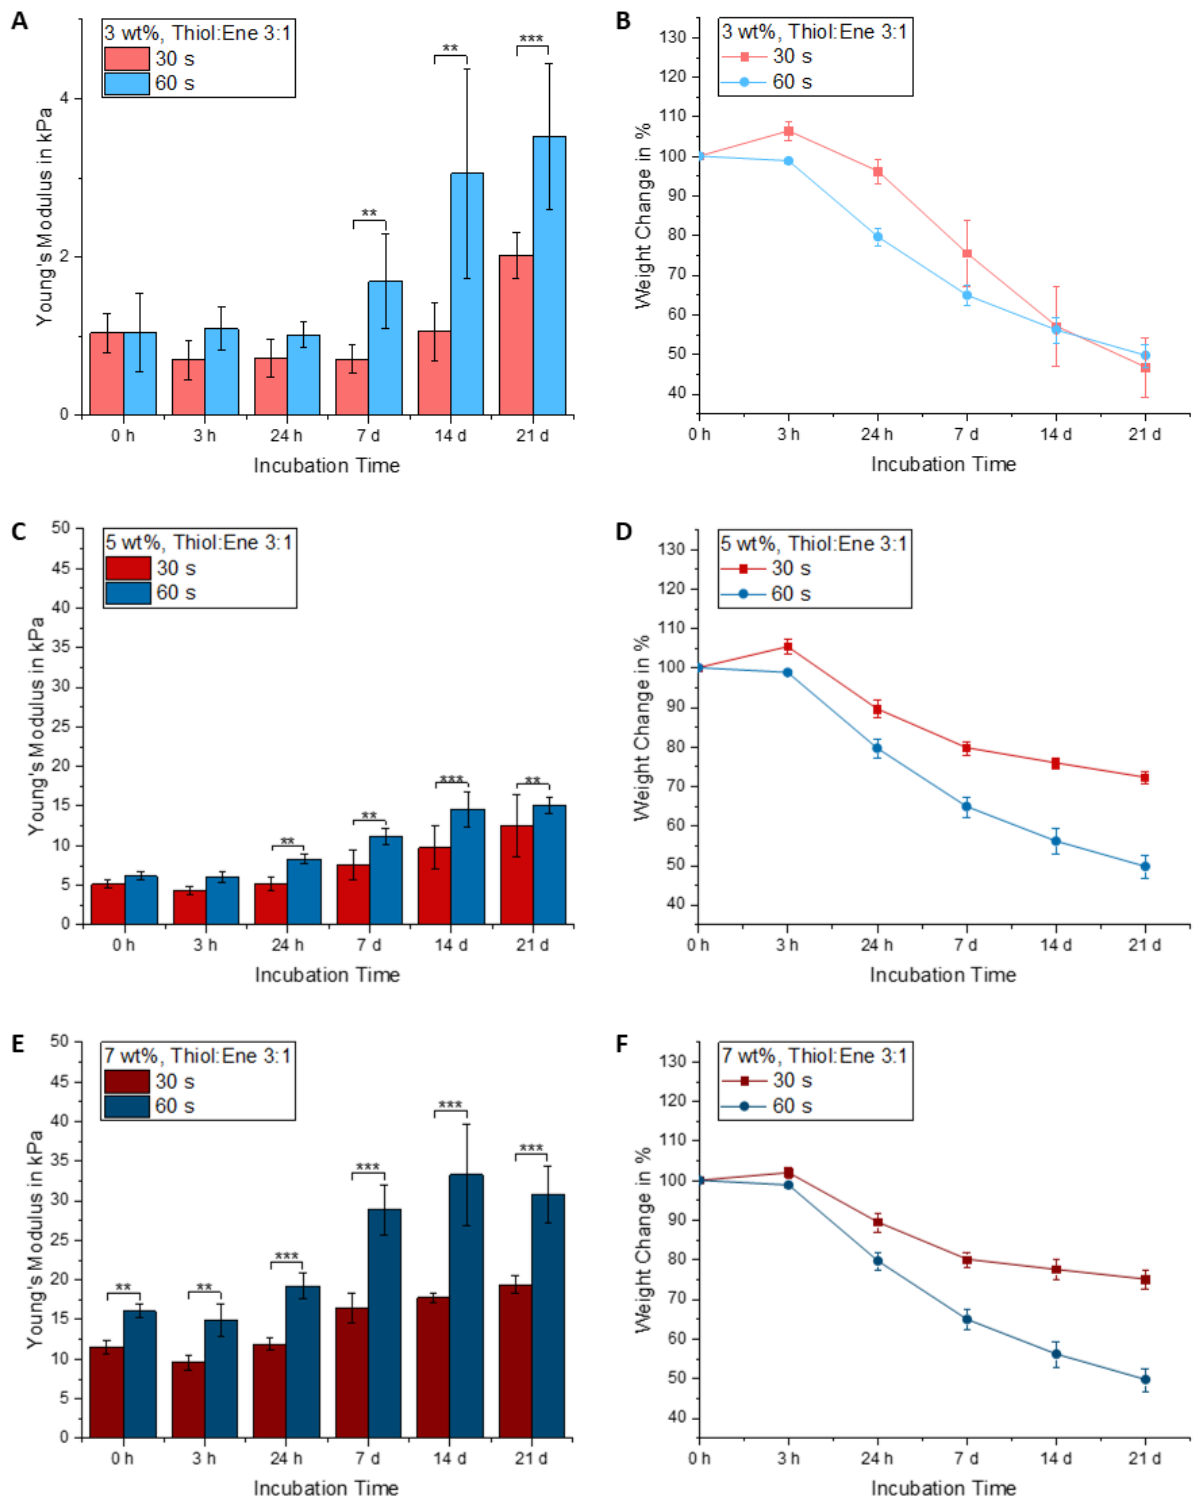 A
3 wt%, Thiol:Ene 3:1
30 s
60 s
Young's Modulus in kPa
4
2
0
** ** ***
0 h 3 h 24 h 7 d 14 d 21 d
Incubation Time
B
3 wt%, Thiol:Ene 3:1
30 s
60 s
Weight Change in %
130
120
110
100
90
80
70
60
50
40
0 h 3 h 24 h 7 d 14 d 21 d
Incubation Time
C
5 wt%, Thiol:Ene 3:1
30 s
60 s
Young's Modulus in kPa
50
45
40
35
30
25
20
15
10
5
0
** ** *** **
0 h 3 h 24 h 7 d 14 d 21 d
Incubation Time
D
5 wt%, Thiol:Ene 3:1
30 s
60 s
Weight Change in %
130
120
110
100
90
80
70
60
50
40
0 h 3 h 24 h 7 d 14 d 21 d
Incubation Time
E
7 wt%, Thiol:Ene 3:1
30 s
60 s
Young's Modulus in kPa
50
45
40
35
30
25
20
15
10
5
0
** ** *** *** *** ***
0 h 3 h 24 h 7 d 14 d 21 d
Incubation Time
F
7 wt%, Thiol:Ene 3:1
30 s
60 s
Weight Change in %
130
120
110
100
90
80
70
60
50
40
0 h 3 h 24 h 7 d 14 d 21 d
Incubation Time